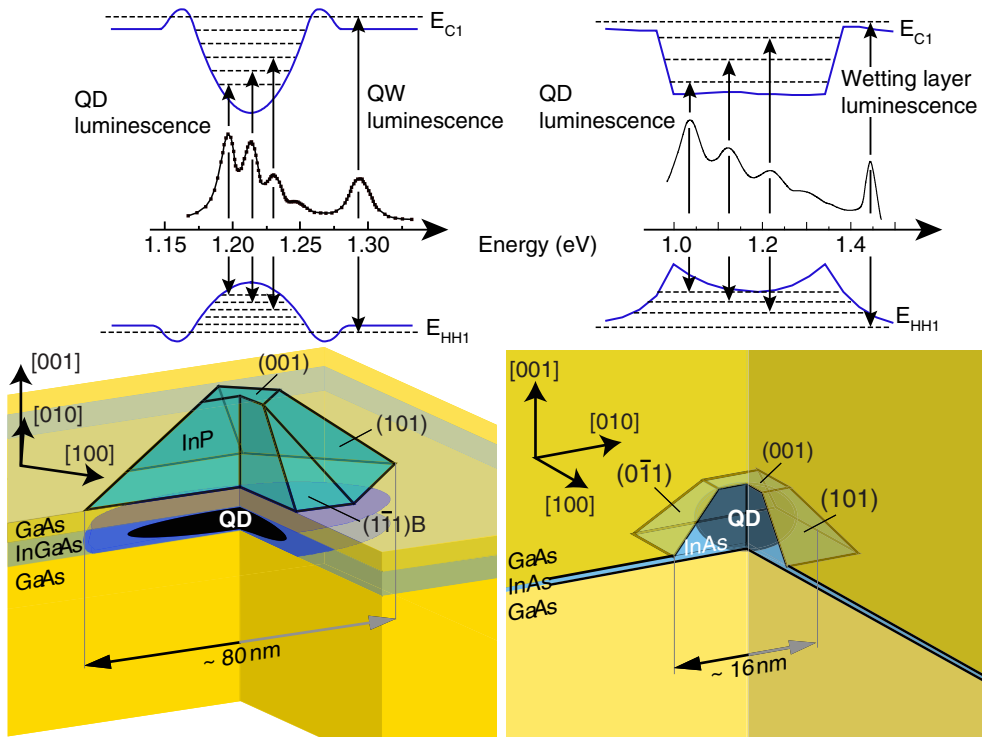 E_C1
QD
luminescence
QW
luminescence
1.15
1.20
1.25
1.30
Energy (eV)
E_HH1
E_C1
QD
luminescence
Wetting layer
luminescence
1.0
1.2
1.4
E_HH1
[001]
[010]
[100]
(001)
(101)
InP
(11̄1)B
QD
GaAs
InGaAs
GaAs
~ 80 nm
[001]
[010]
[100]
(01̄1)
(001)
(101)
QD
InAs
GaAs
InAs
GaAs
~ 16 nm